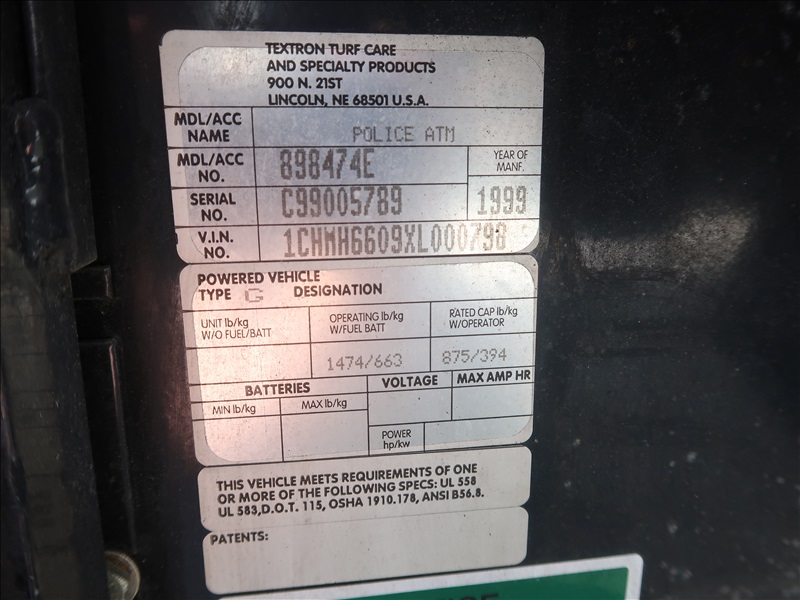 TEXTRON TURF CARE
AND SPECIALTY PRODUCTS
900 N. 21ST
LINCOLN, NE 68501 U.S.A.
MDL/ACC NAME POLICE ATM
MDL/ACC NO. 898474E
YEAR OF MANF. 1999
SERIAL NO. C99005789
V.I.N. NO. 1CHMH6609XL000798
POWERED VEHICLE
TYPE G DESIGNATION
UNIT lb/kg
W/O FUEL/BATT
OPERATING lb/kg
W/FUEL BATT
1474/663
RATED CAP lb/kg
W/OPERATOR
875/394
BATTERIES
MIN lb/kg
MAX lb/kg
VOLTAGE
MAX AMP HR
POWER
hp/kw
THIS VEHICLE MEETS REQUIREMENTS OF ONE
OR MORE OF THE FOLLOWING SPECS: UL 558
UL 583,D.O.T. 115, OSHA 1910.178, ANSI B56.8.
PATENTS: